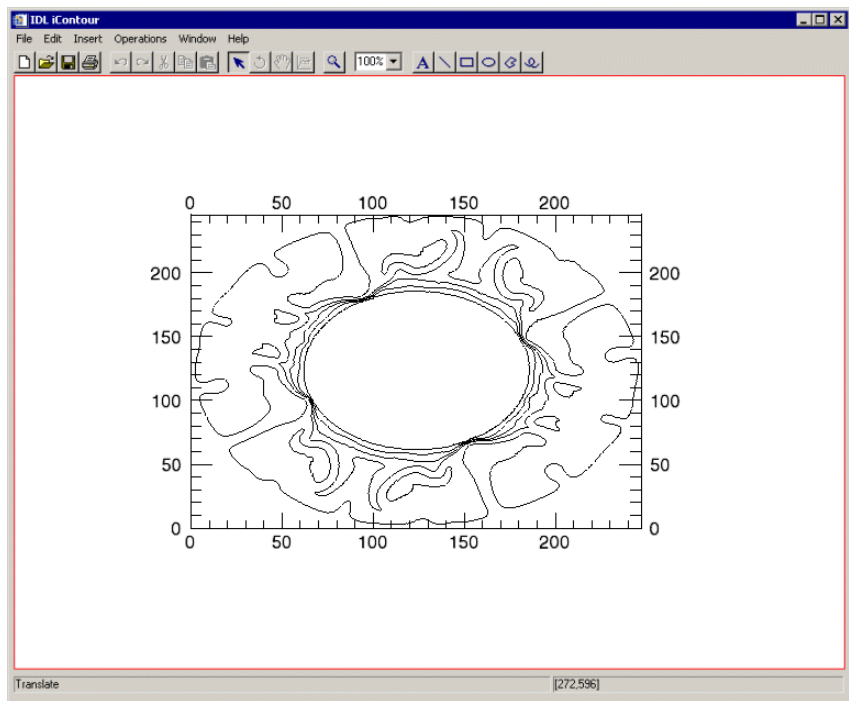 IDL iContour
File Edit Insert Operations Window Help
100% A
0 50 100 150 200
200 200
150 150
100 100
50 50
0 0
0 50 100 150 200
Translate [272,596]